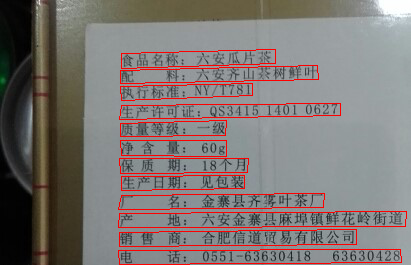 食品名称：六安瓜片茶
配　　料：六安齐山茶树鲜叶
执行标准：NY/T781
生产许可证：QS3415 1401 0627
质量等级：一级
净 含 量：60g
保 质 期：18个月
生产日期：见包装
厂　　名：金寨县齐雾叶茶厂
产　　地：六安金寨县麻埠镇鲜花岭街道
销 售 商：合肥信道贸易有限公司
电　　话：0551-63630418　63630428